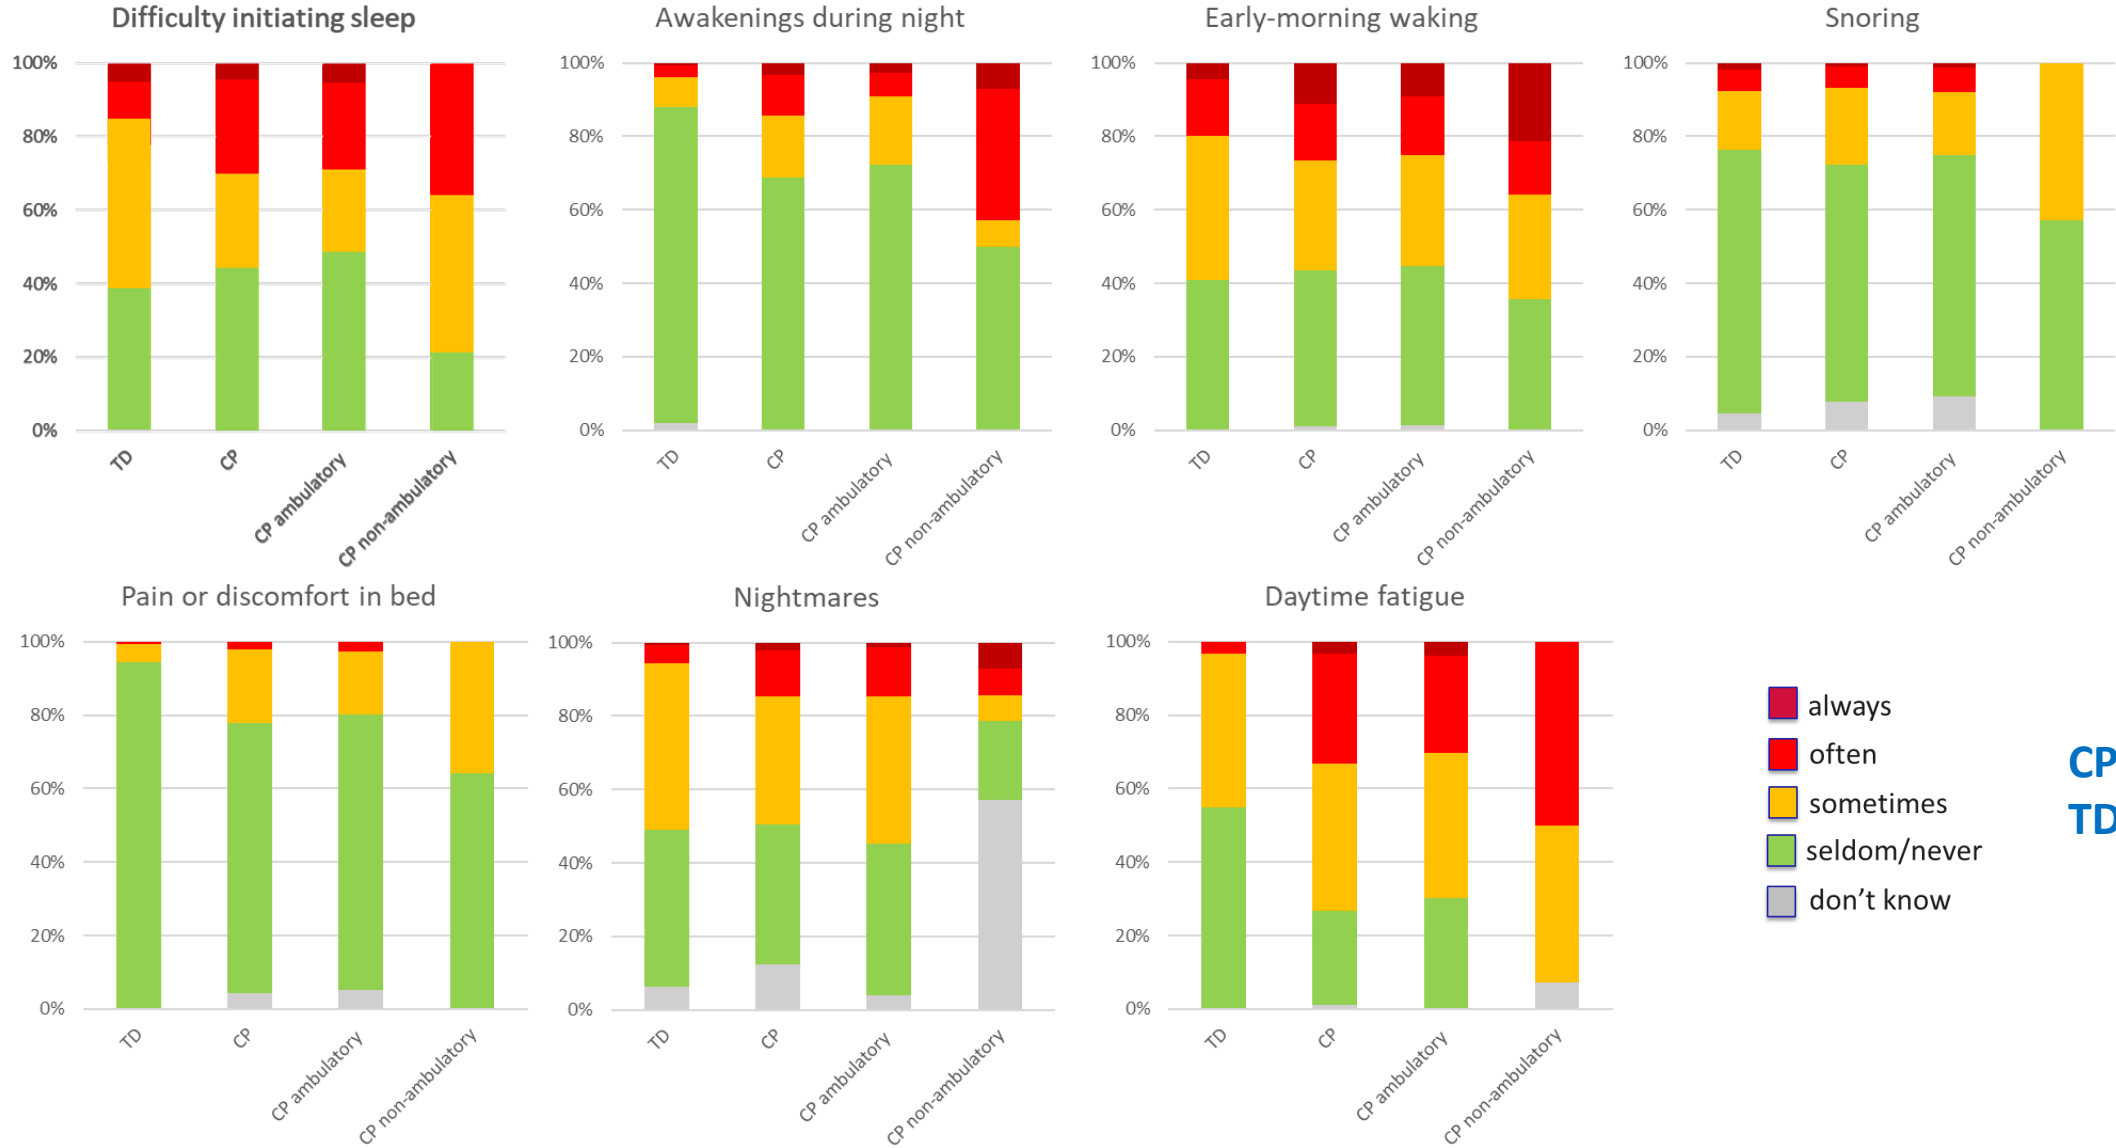 Difficulty initiating sleep
100%
80%
60%
40%
20%
0%
TD
CP
CP ambulatory
CP non-ambulatory
Awakenings during night
100%
80%
60%
40%
20%
0%
TD
CP
CP ambulatory
CP non-ambulatory
Early-morning waking
100%
80%
60%
40%
20%
0%
TD
CP
CP ambulatory
CP non-ambulatory
Snoring
100%
80%
60%
40%
20%
0%
TD
CP
CP ambulatory
CP non-ambulatory
Pain or discomfort in bed
100%
80%
60%
40%
20%
0%
TD
CP
CP ambulatory
CP non-ambulatory
Nightmares
100%
80%
60%
40%
20%
0%
TD
CP
CP ambulatory
CP non-ambulatory
Daytime fatigue
100%
80%
60%
40%
20%
0%
TD
CP
CP ambulatory
CP non-ambulatory
always
often
sometimes
seldom/never
don’t know
CP
TD